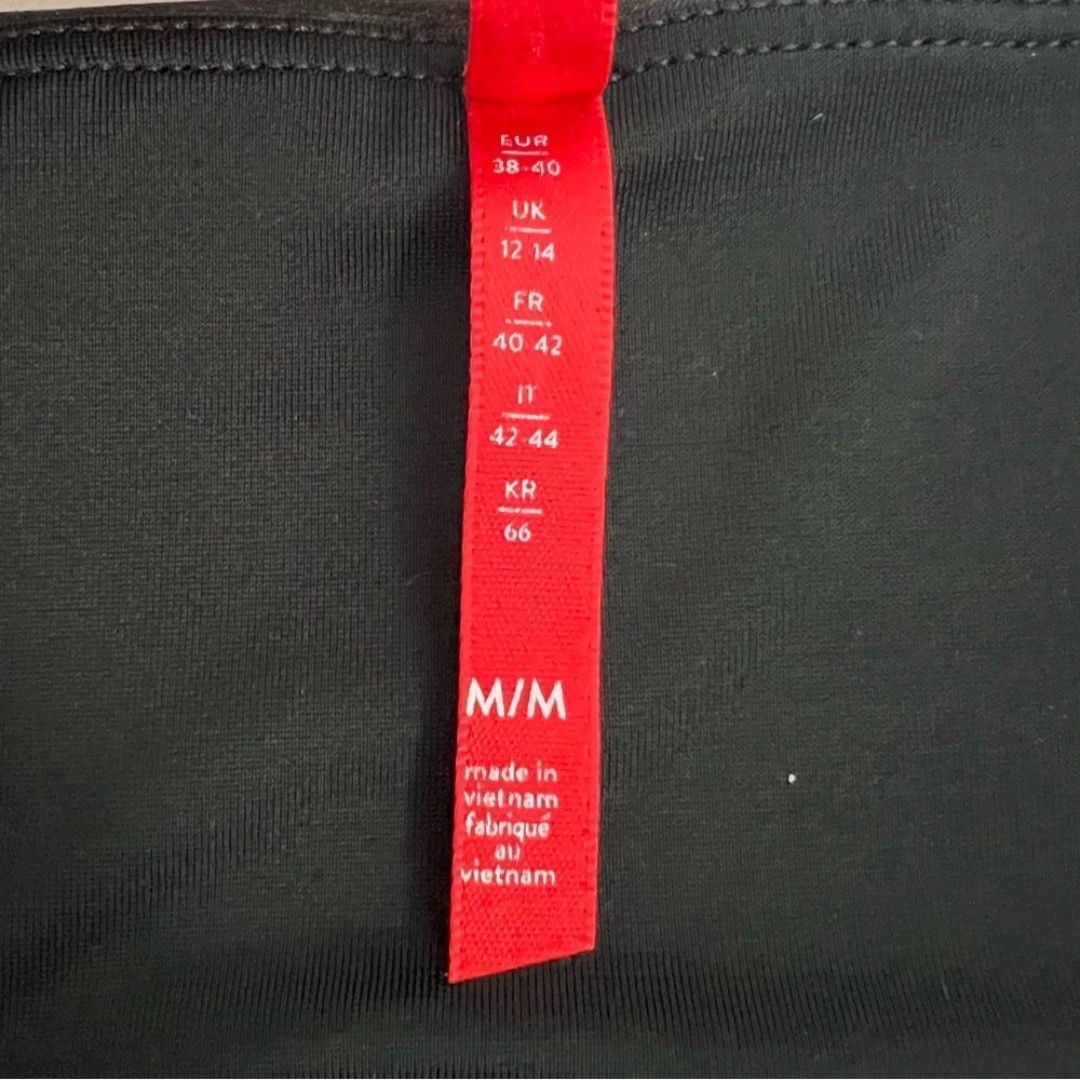 EUR
38-40
UK
12 14
FR
40 42
IT
42-44
KR
66
M/M
made in
vietnam
fabriqué
au
vietnam